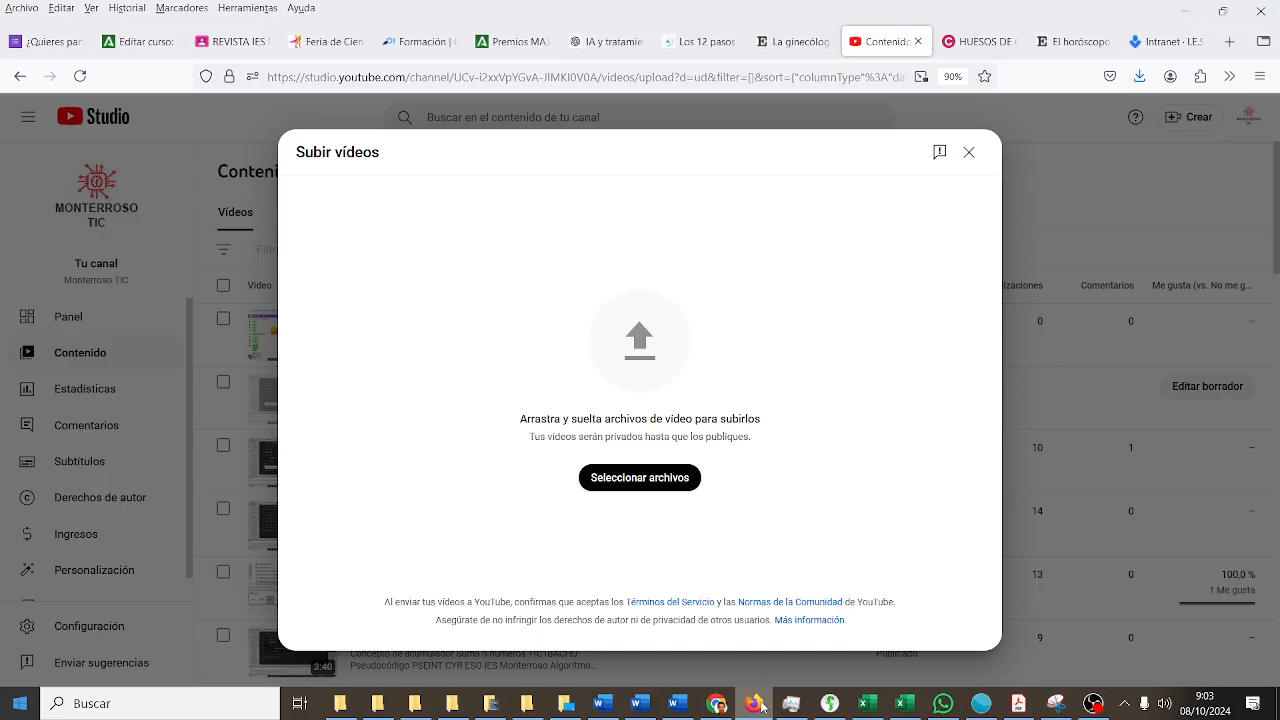 Archivo Editar Ver Historial Marcadores Herramientas Ayuda
¿Quieres par
Editar curso:
REVISTA IES M
Feria de Cien
Formación | C
Premios MAJ
IA y tratamie
Los 12 pasos
La ginecólog
Contenido
HUESOS DE C
El horóscopo
Intranet - I.E.S
https://studio.youtube.com/channel/UCv-i2xxVpYGvA-JIMKI0V0A/videos/upload?d=ud&filter=[]&sort={"columnType"%3A"dat
90%
Studio
Buscar en el contenido de tu canal
Crear
MONTERROSO
TIC
Subir vídeos
MONTERROSO
TIC
Tu canal
Monterroso TIC
Panel
Contenido
Estadísticas
Comentarios
Subtítulos
Derechos de autor
Ingresos
Personalización
Configuración
Enviar sugerencias
Conteni
Vídeos
Filtra
Vídeo
izaciones
Comentarios
Me gusta (vs. No me g...
0
0
–
Editar borrador
10
0
–
14
0
–
13
0
100,0 %
1 Me gusta
9
0
–
Arrastra y suelta archivos de vídeo para subirlos
Tus vídeos serán privados hasta que los publiques.
Seleccionar archivos
Al enviar tus vídeos a YouTube, confirmas que aceptas los Términos del Servicio y las Normas de la Comunidad de YouTube.
Asegúrate de no infringir los derechos de autor ni de privacidad de otros usuarios. Más información
2:40
Concepto de acumulador Suma n números TIC1BACHD
Pseudocódigo PSEINT CYR ESO IES Monterroso Algoritmo...
Publicado
Buscar
9:03
08/10/2024